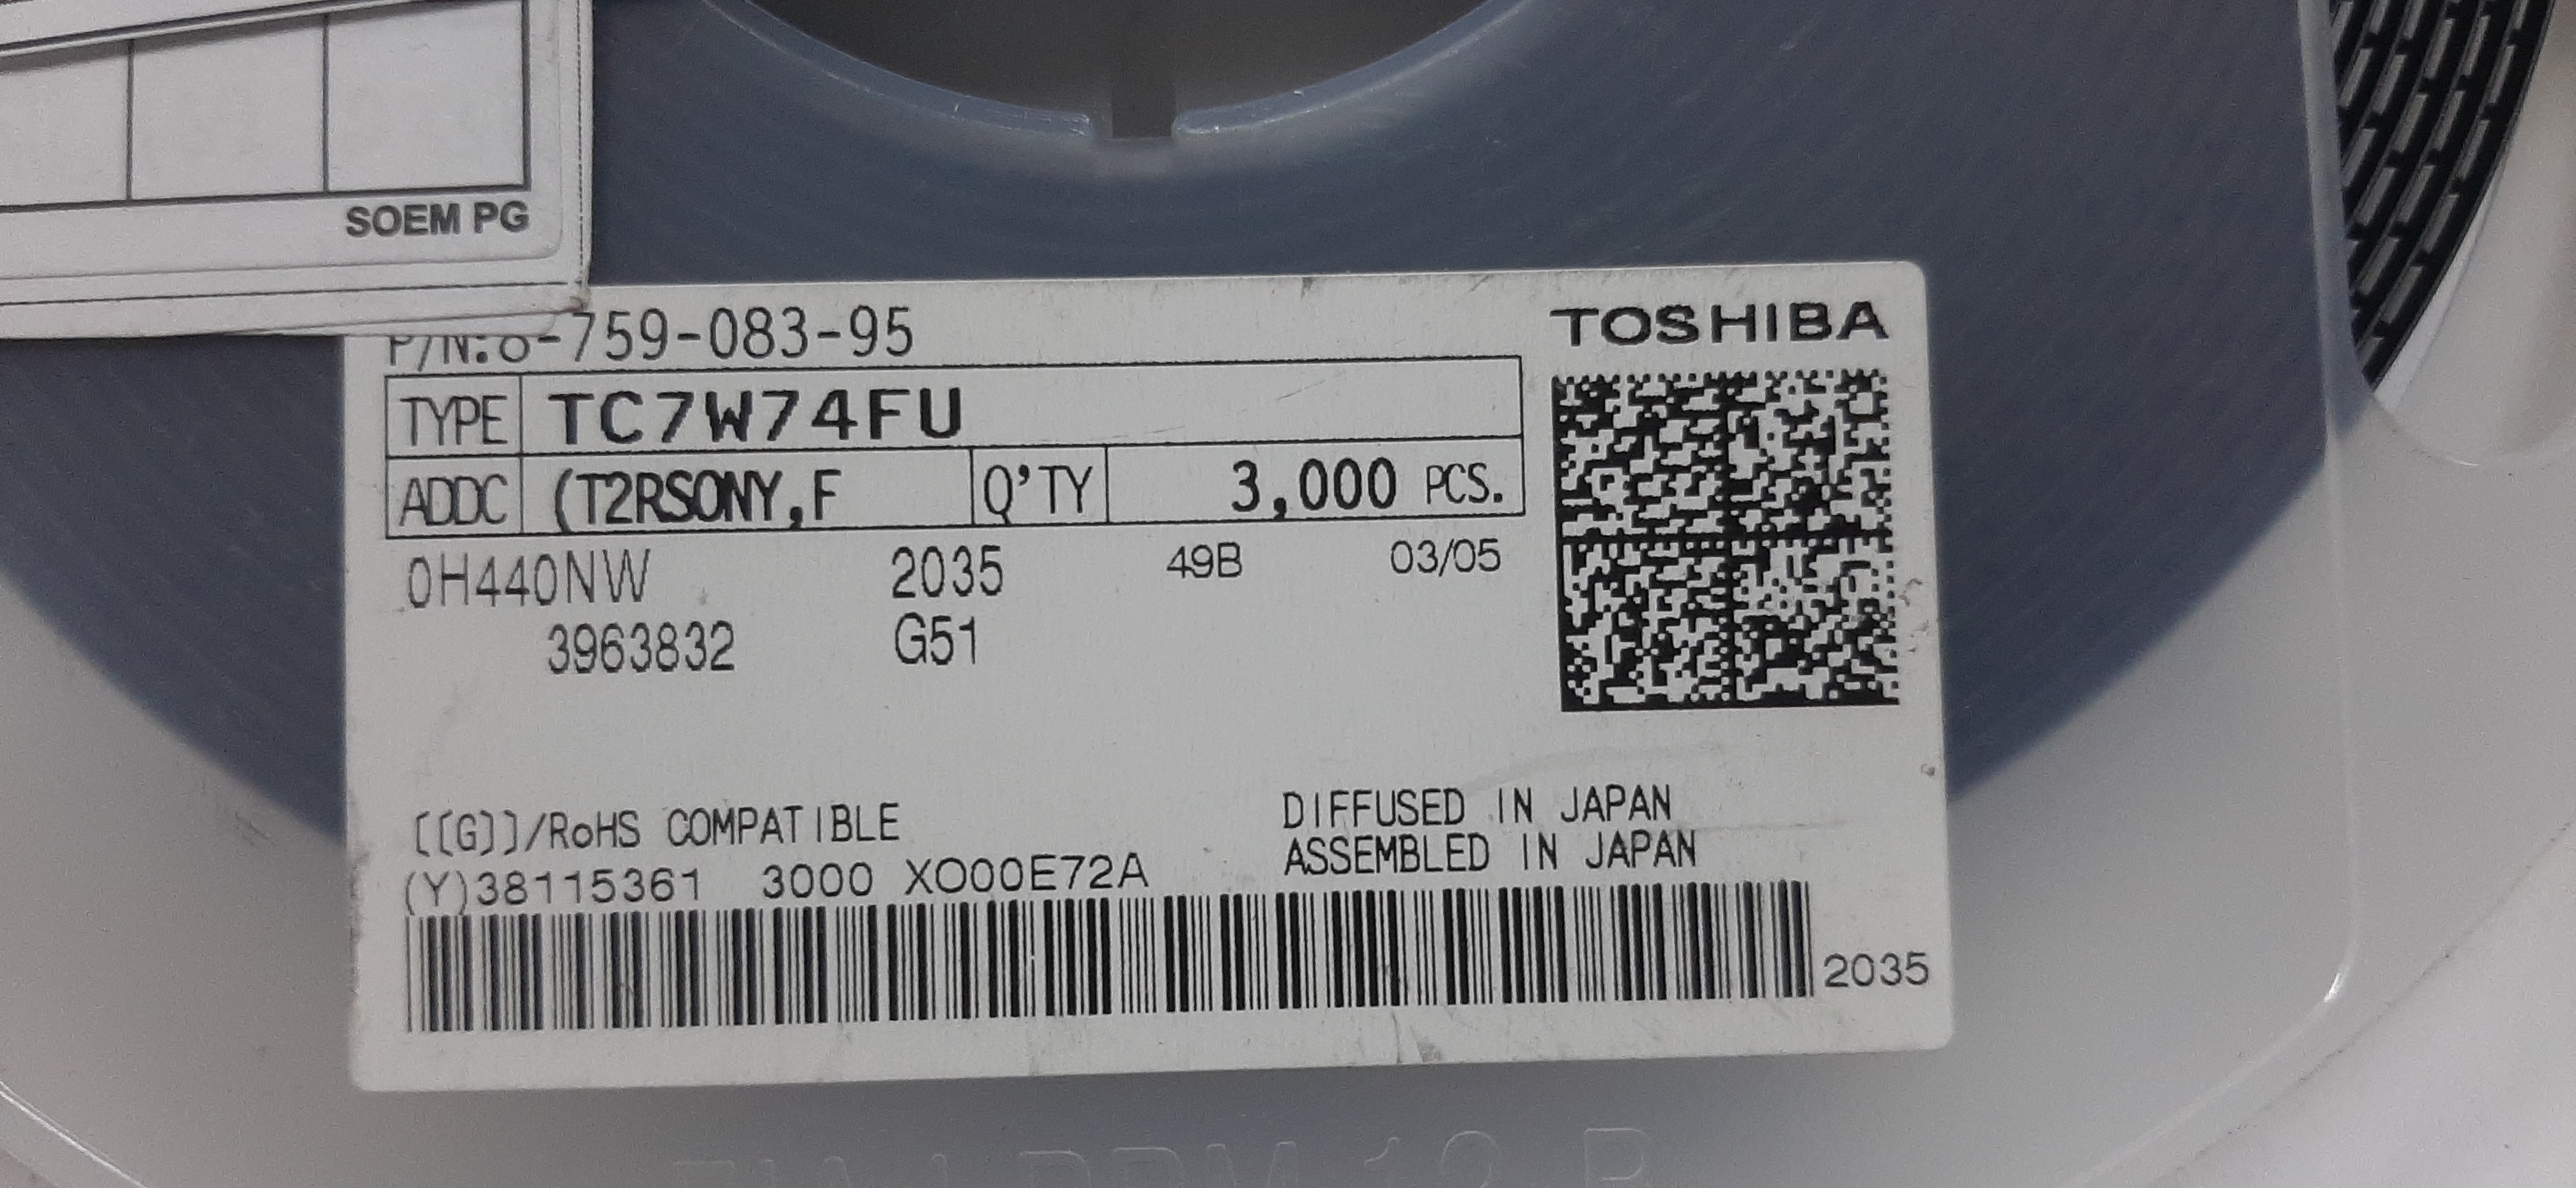 SOEM PG
P/N:8-759-083-95
TOSHIBA
TYPE TC7W74FU
ADDC (T2RSONY,F Q'TY 3,000 PCS.
0H440NW 2035 49B 03/05
3963832 G51
[[G]]/RoHS COMPATIBLE
DIFFUSED IN JAPAN
ASSEMBLED IN JAPAN
(Y)38115361 3000 XO00E72A
2035